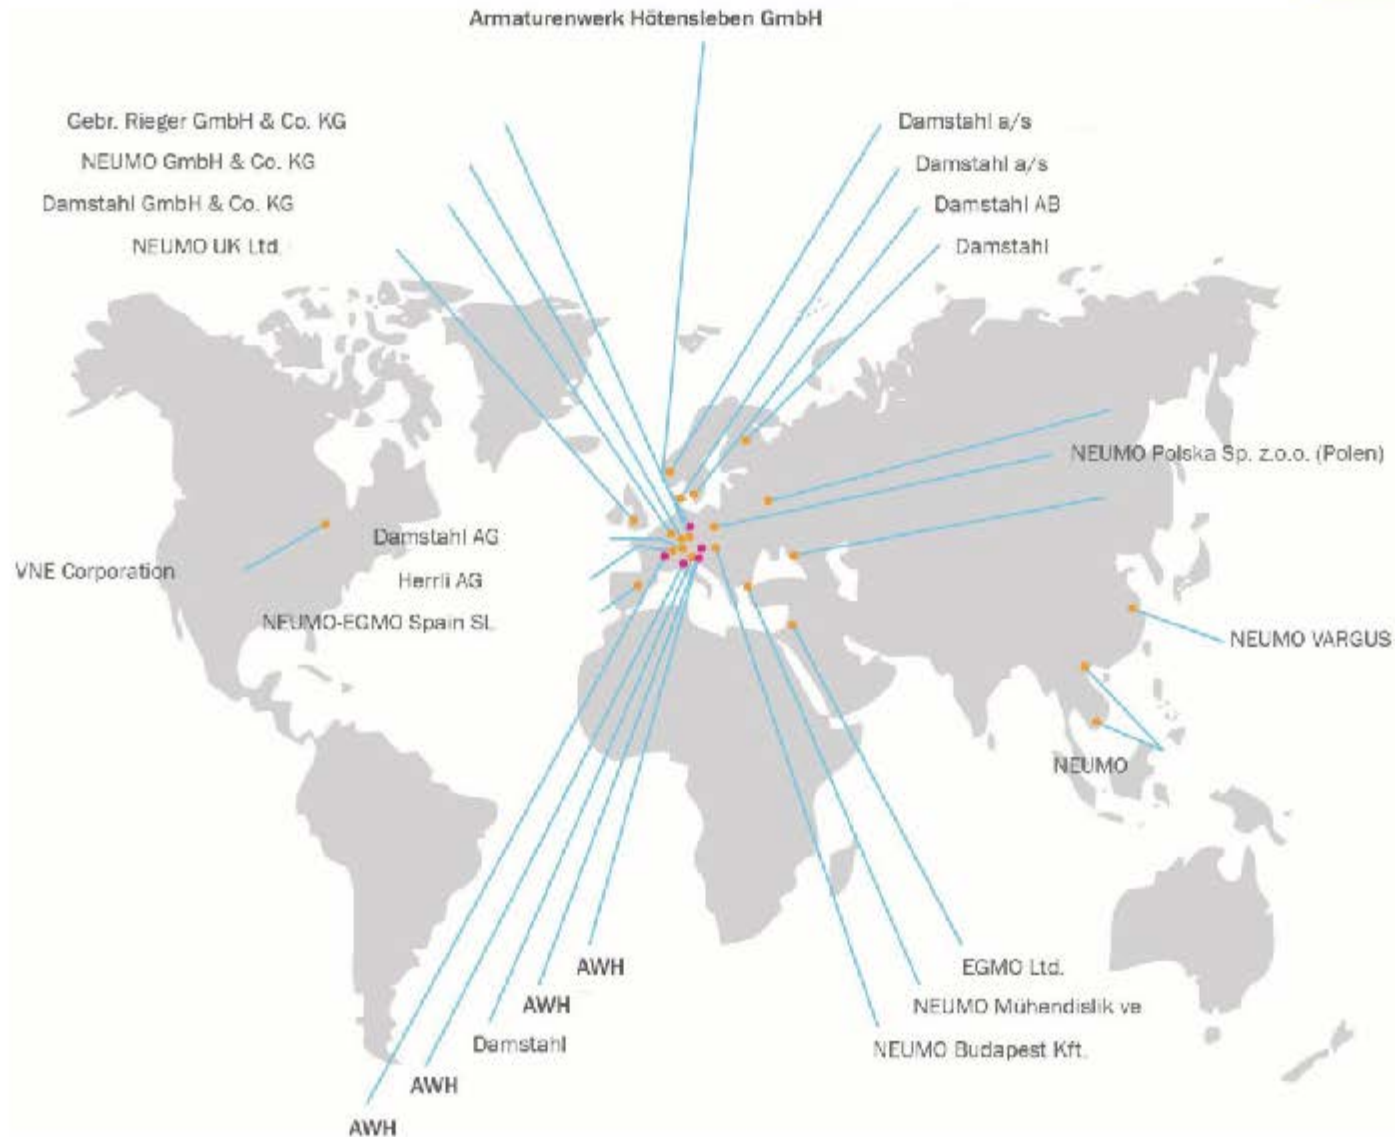 Armaturenwerk Hötensleben GmbH
Gebr. Rieger GmbH & Co. KG
NEUMO GmbH & Co. KG
Damstahl GmbH & Co. KG
NEUMO UK Ltd.
Damstahl a/s
Damstahl a/s
Damstahl AB
Damstahl
NEUMO Polska Sp. z.o.o. (Polen)
Damstahl AG
VNE Corporation
Herrli AG
NEUMO-EGMO Spain SL
NEUMO VARGUS
NEUMO
AWH
AWH
Damstahl
AWH
AWH
EGMO Ltd.
NEUMO Mühendislik ve
NEUMO Budapest Kft.